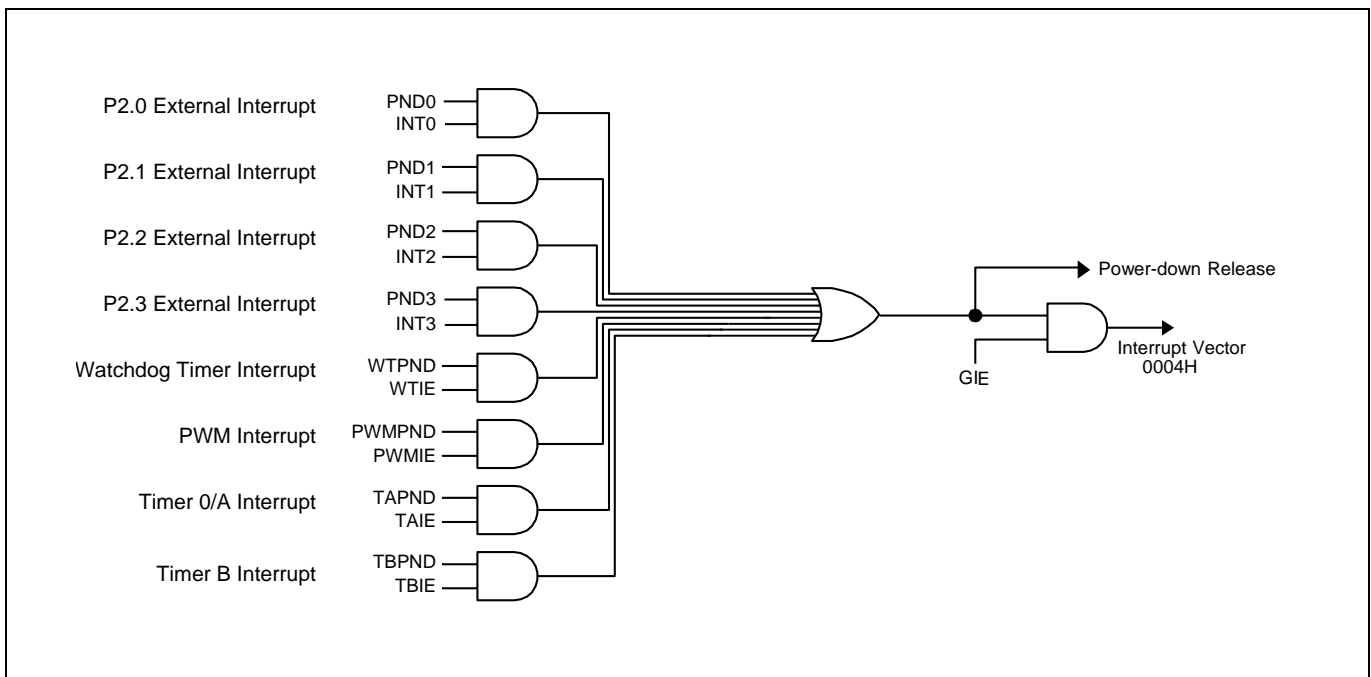 P2.0 External Interrupt
PND0
INT0
P2.1 External Interrupt
PND1
INT1
P2.2 External Interrupt
PND2
INT2
P2.3 External Interrupt
PND3
INT3
Watchdog Timer Interrupt
WTPND
WTIE
PWM Interrupt
PWMPND
PWMIE
Timer 0/A Interrupt
TAPND
TAIE
Timer B Interrupt
TBPND
TBIE
Power-down Release
GIE
Interrupt Vector
0004H